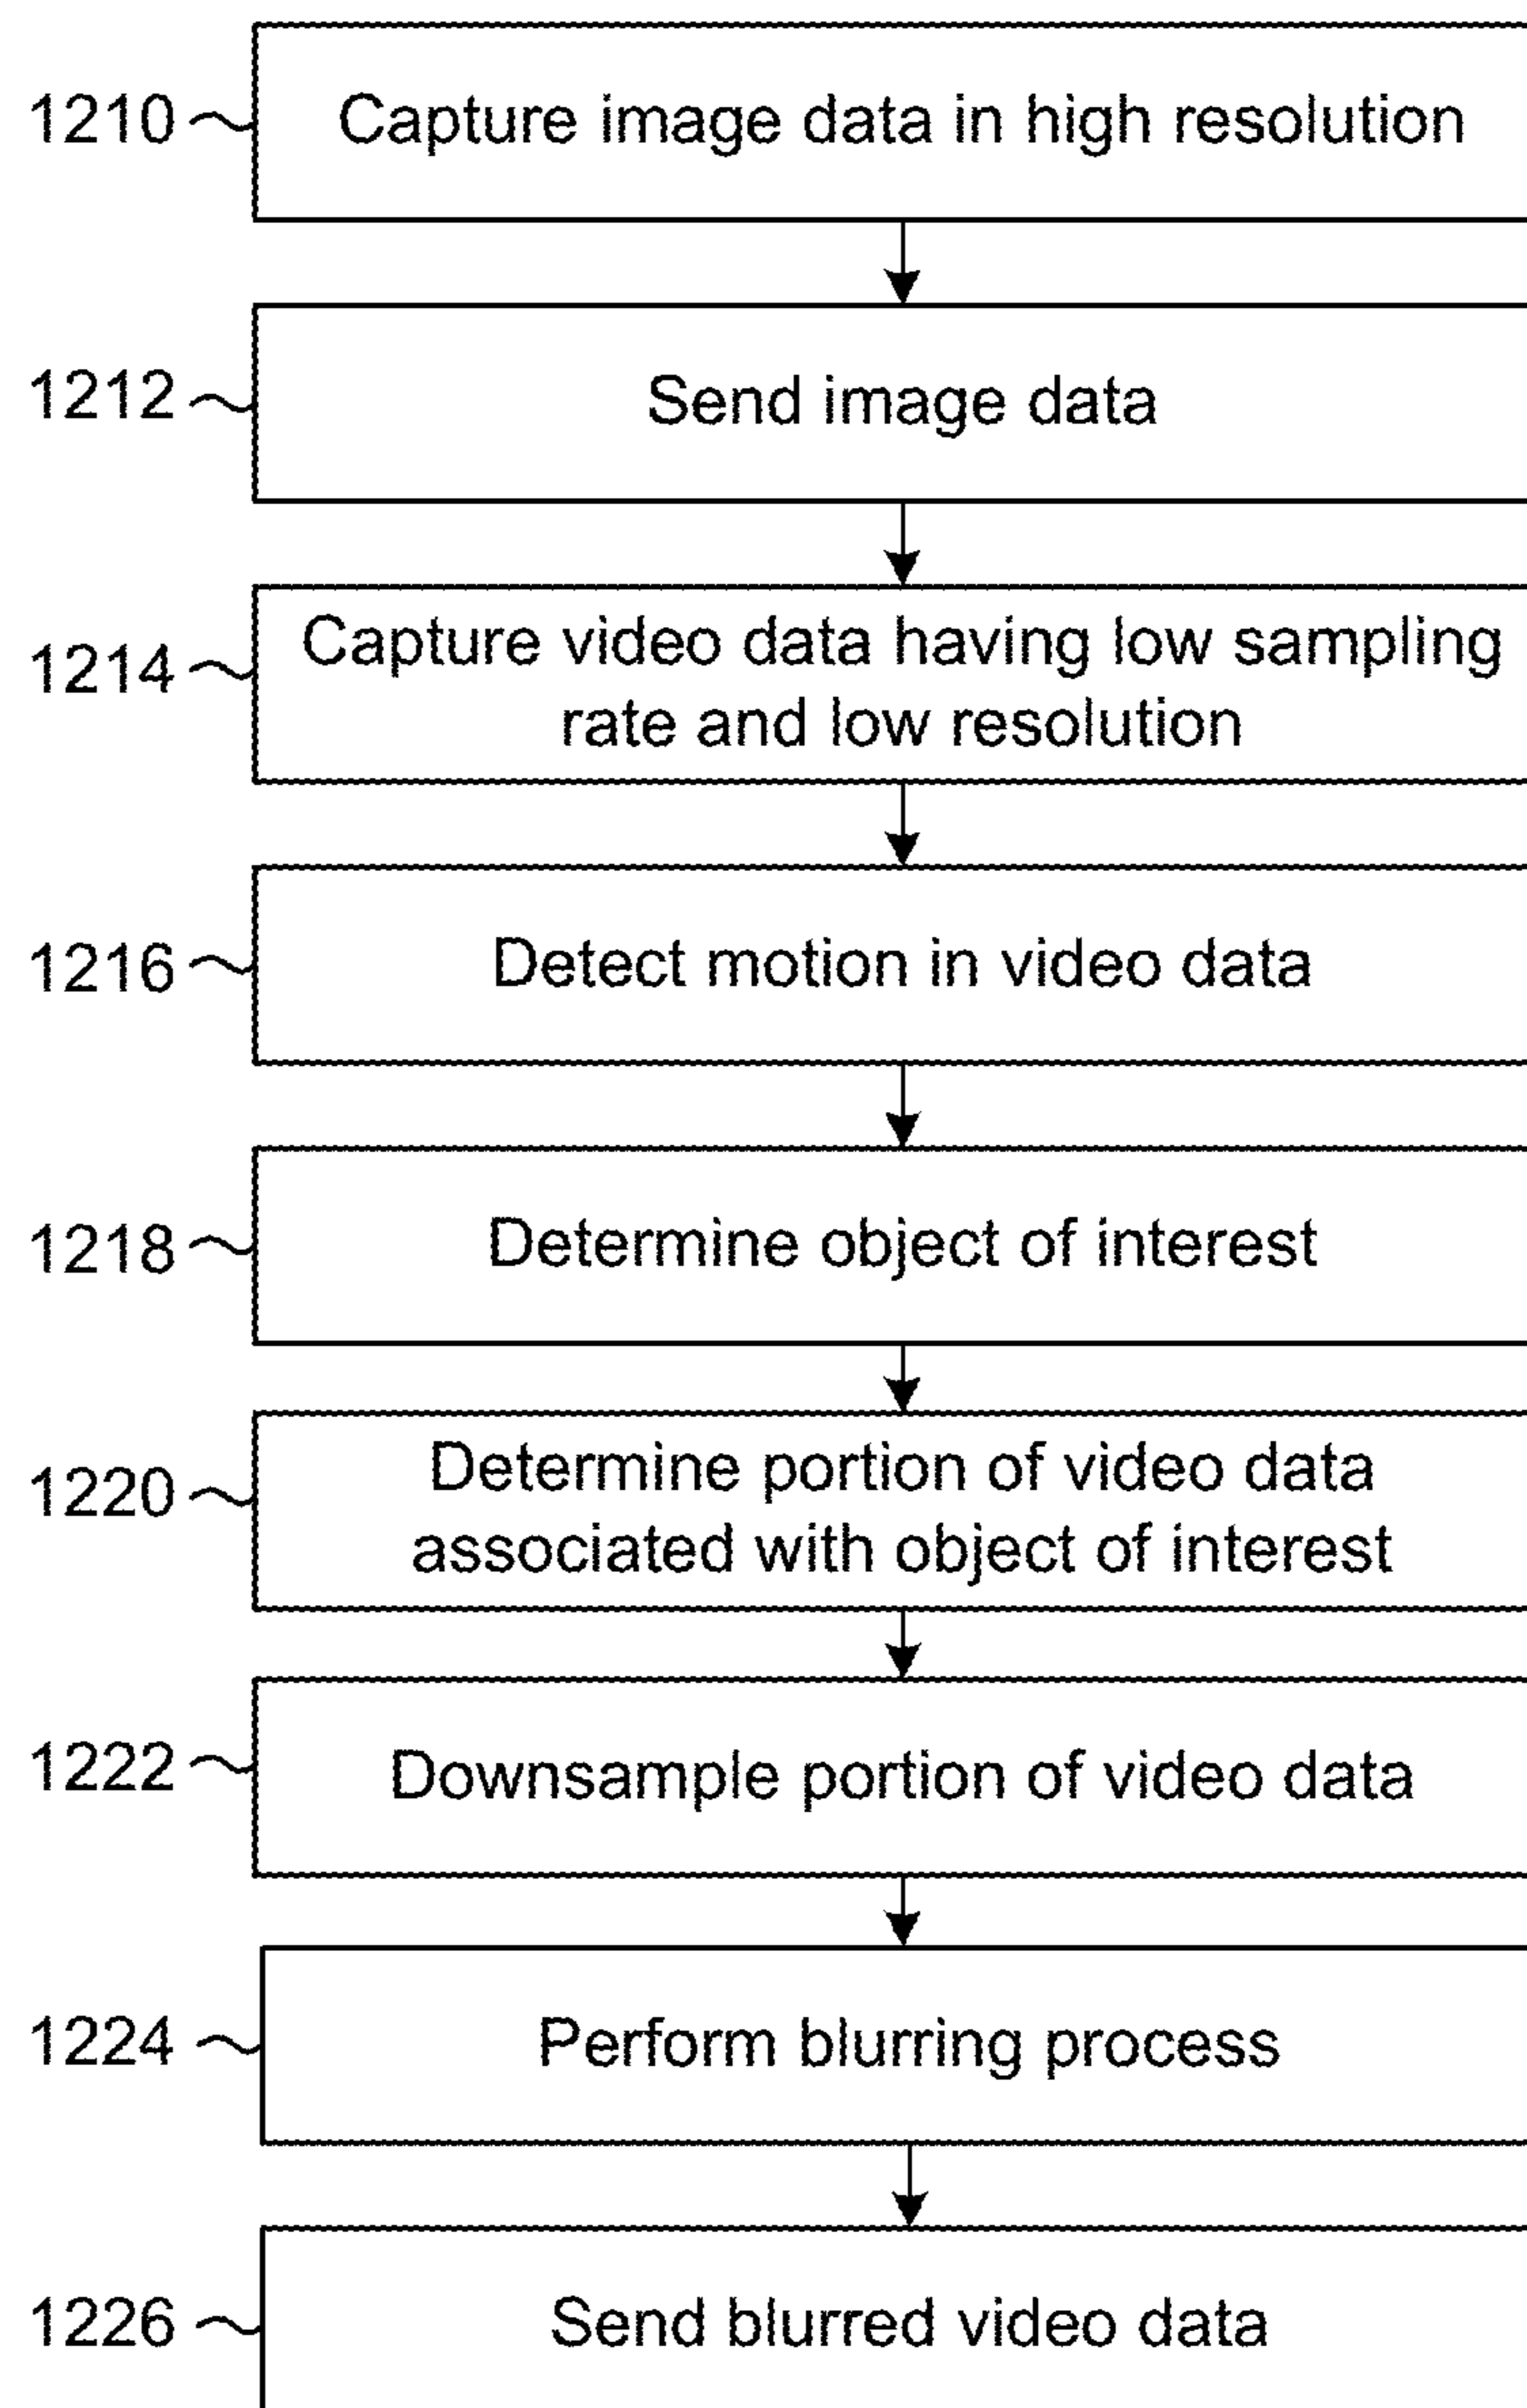 1210 Capture image data in high resolution
1212 Send image data
1214 Capture video data having low sampling
rate and low resolution
1216 Detect motion in video data
1218 Determine object of interest
1220 Determine portion of video data
associated with object of interest
1222 Downsample portion of video data
1224 Perform blurring process
1226 Send blurred video data